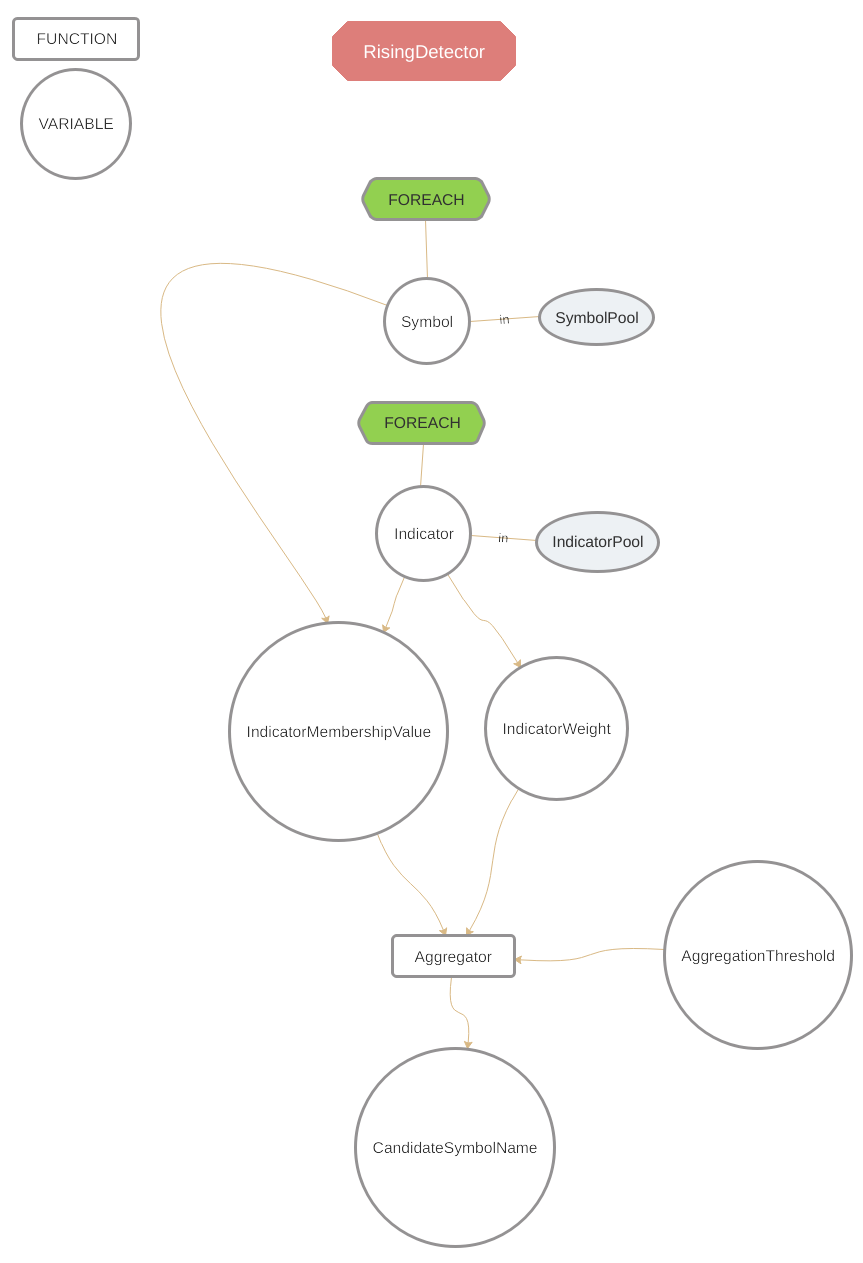 FUNCTION
RisingDetector
VARIABLE
FOREACH
Symbol
in
SymbolPool
FOREACH
Indicator
in
IndicatorPool
IndicatorMembershipValue
IndicatorWeight
Aggregator
AggregationThreshold
CandidateSymbolName